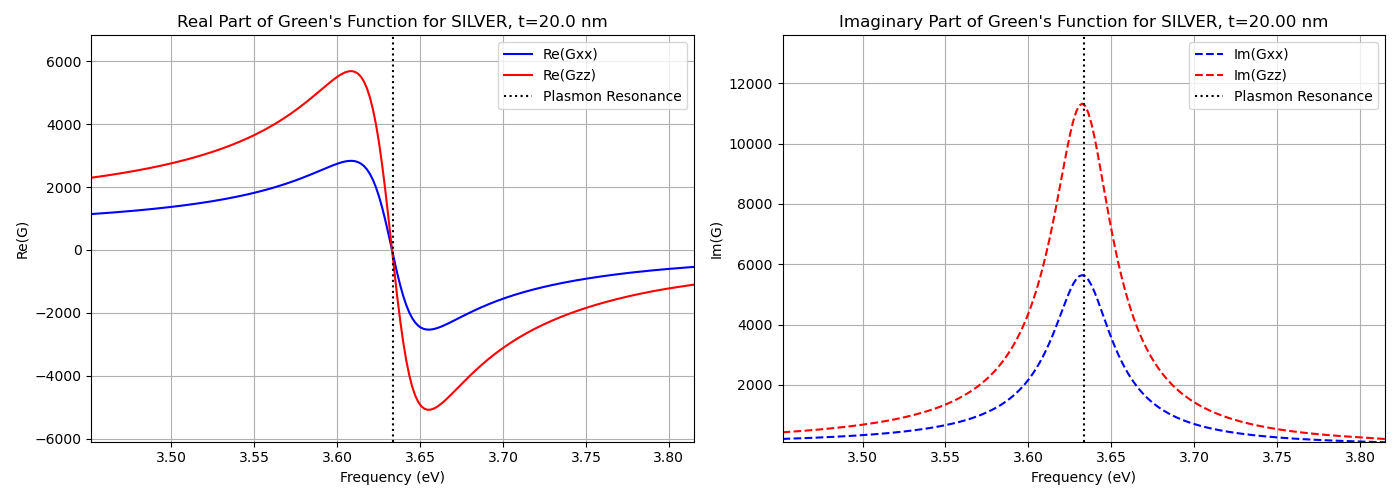 Real Part of Green's Function for SILVER, t=20.0 nm
Re(G)
6000
4000
2000
0
−2000
−4000
−6000
Re(Gxx)
Re(Gzz)
Plasmon Resonance
3.50 3.55 3.60 3.65 3.70 3.75 3.80
Frequency (eV)
Imaginary Part of Green's Function for SILVER, t=20.00 nm
Im(G)
12000
10000
8000
6000
4000
2000
Im(Gxx)
Im(Gzz)
Plasmon Resonance
3.50 3.55 3.60 3.65 3.70 3.75 3.80
Frequency (eV)